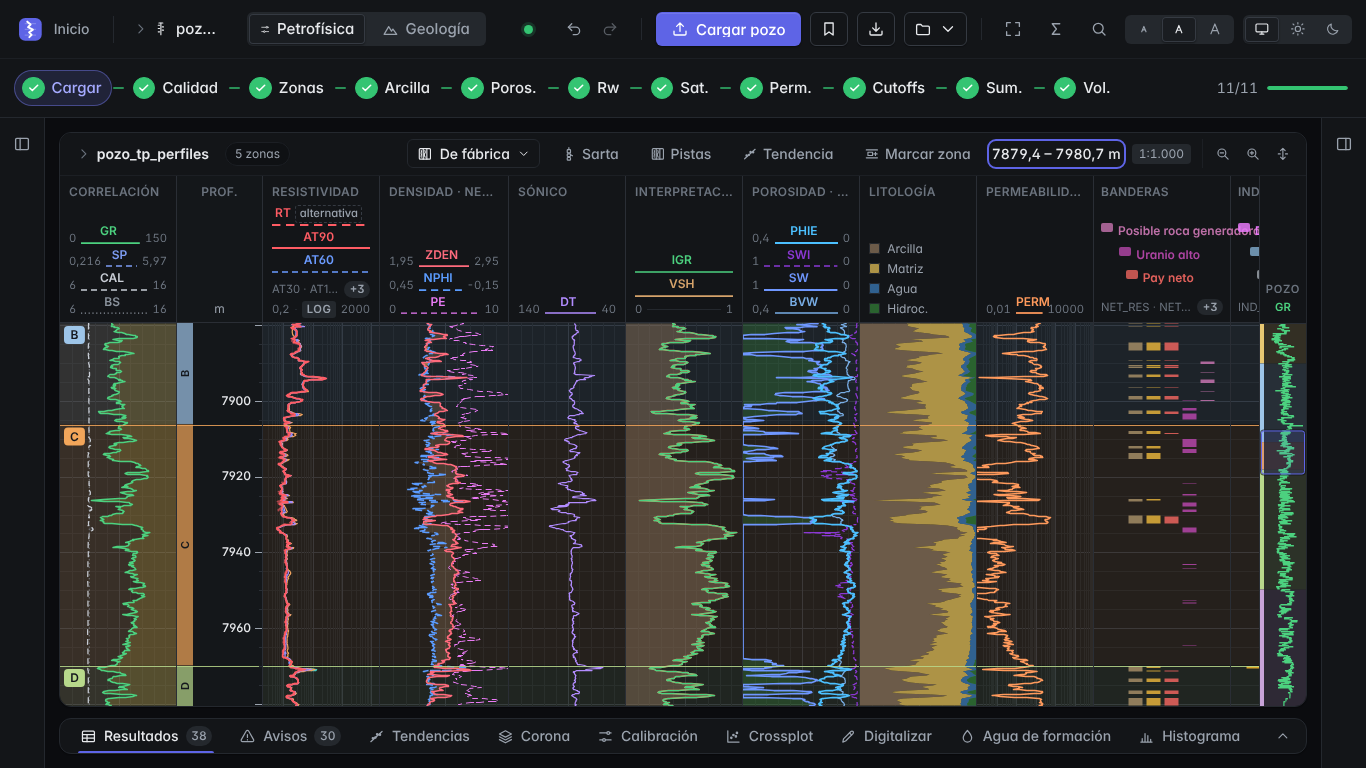 Inicio
poz...
Petrofísica
Geología
Cargar pozo
Σ
A A A
Cargar
Calidad
Zonas
Arcilla
Poros.
Rw
Sat.
Perm.
Cutoffs
Sum.
Vol.
11/11
pozo_tp_perfiles
5 zonas
De fábrica
Sarta
Pistas
Tendencia
Marcar zona
7879,4 – 7980,7 m
1:1.000
CORRELACIÓN
0 GR 150
0,216 SP 5,97
6 CAL 16
6 BS 16
PROF.
m
RESISTIVIDAD
RT alternativa
AT90
AT60
AT30 · AT1... +3
0,2 LOG 2000
DENSIDAD · NE...
1,95 ZDEN 2,95
0,45 NPHI -0,15
0 PE 10
SÓNICO
140 DT 40
INTERPRETAC...
IGR
VSH
0 1
POROSIDAD · ...
0,4 PHIE 0
1 SWI 0
1 SW 0
0,4 BVW 0
LITOLOGÍA
Arcilla
Matriz
Agua
Hidroc.
PERMEABILID...
0,01 PERM 10000
BANDERAS
Posible roca generadora
Uranio alto
Pay neto
NET_RES · NET... +3
IND
IND_
POZO
GR
B
C
D
B
C
D
7900
7920
7940
7960
Resultados 38
Avisos 30
Tendencias
Corona
Calibración
Crossplot
Digitalizar
Agua de formación
Histograma